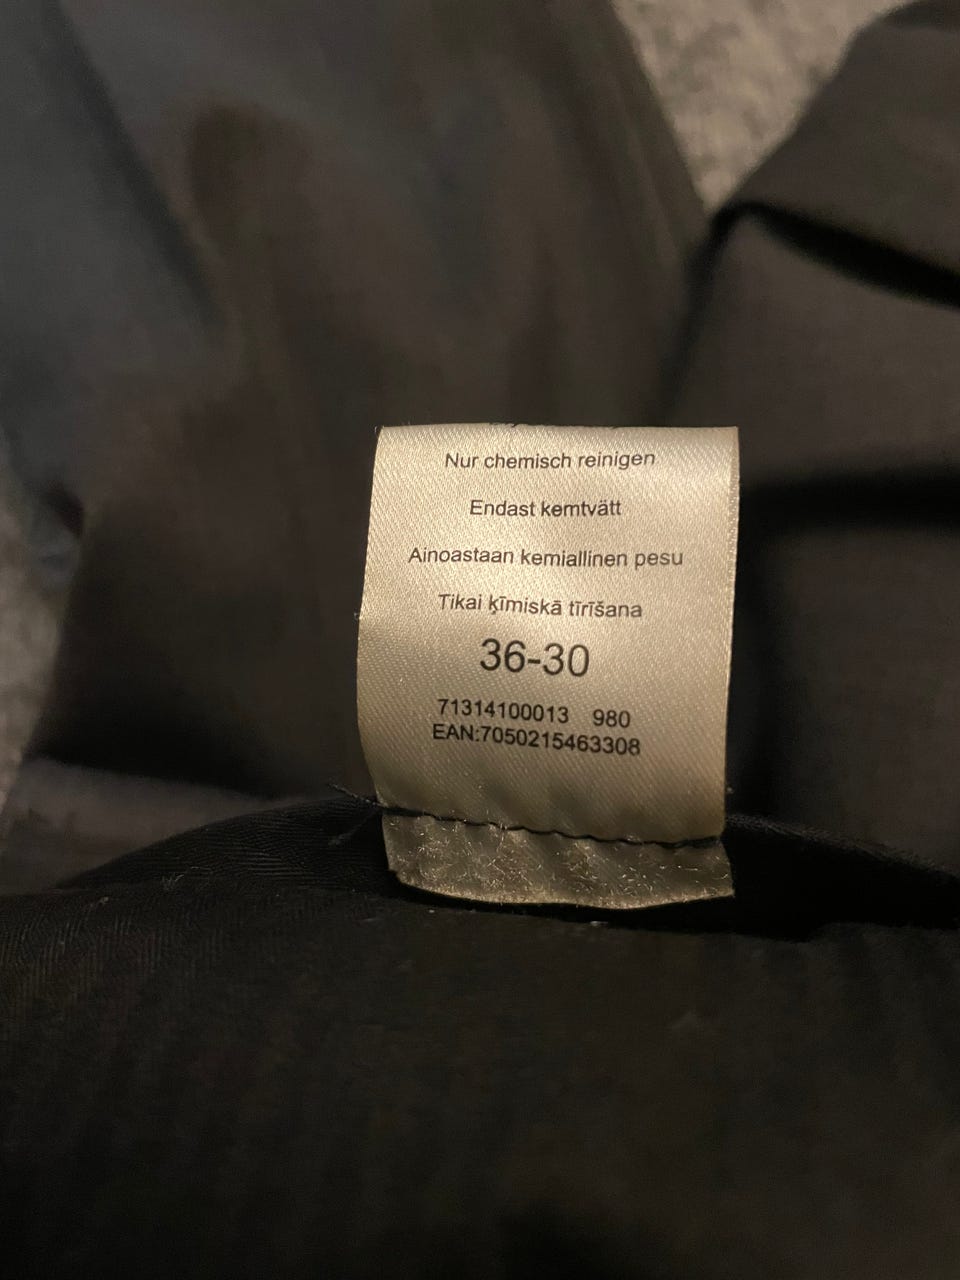 Nur chemisch reinigen
Endast kemtvätt
Ainoastaan kemiallinen pesu
Tikai ķīmiskā tīrīšana
36-30
71314100013 980
EAN:7050215463308